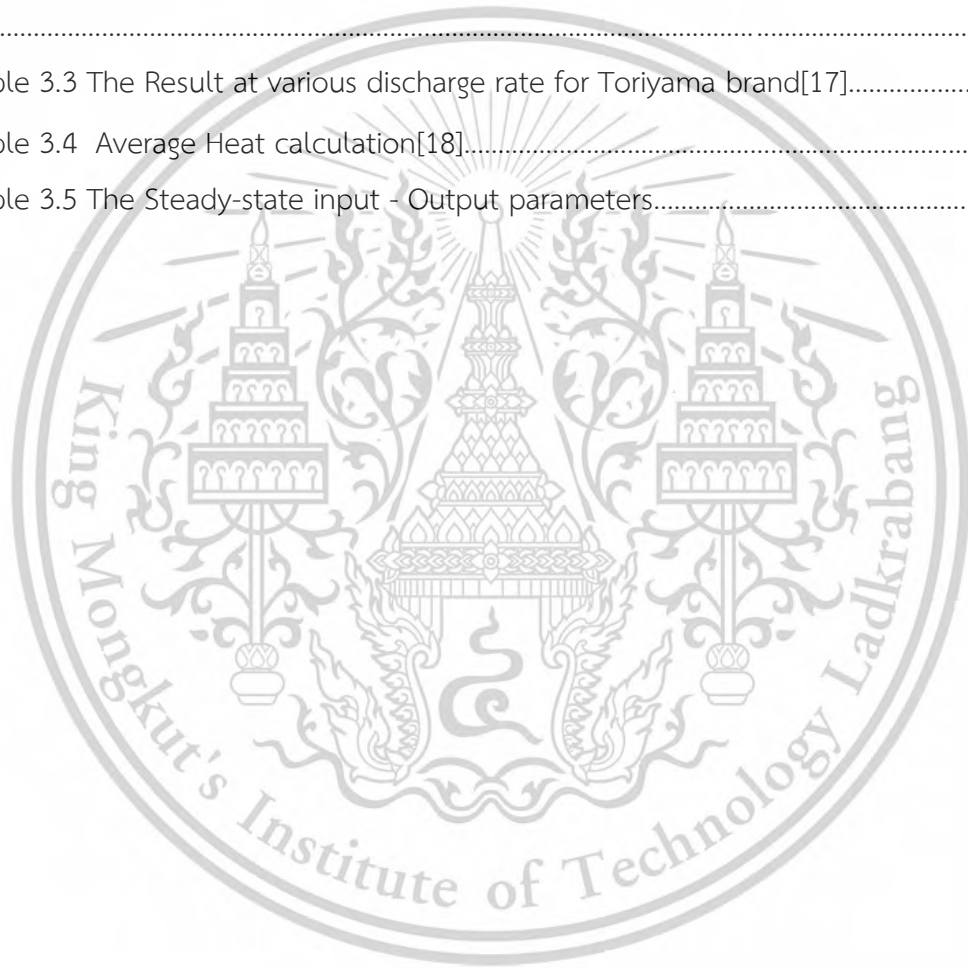 ..........................................................................................................................
ble 3.3 The Result at various discharge rate for Toriyama brand[17]..................
ble 3.4  Average Heat calculation[18]..........................................................................
ble 3.5 The Steady-state input - Output parameters..............................................
King Mongkut's Institute of Technology Ladkrabang